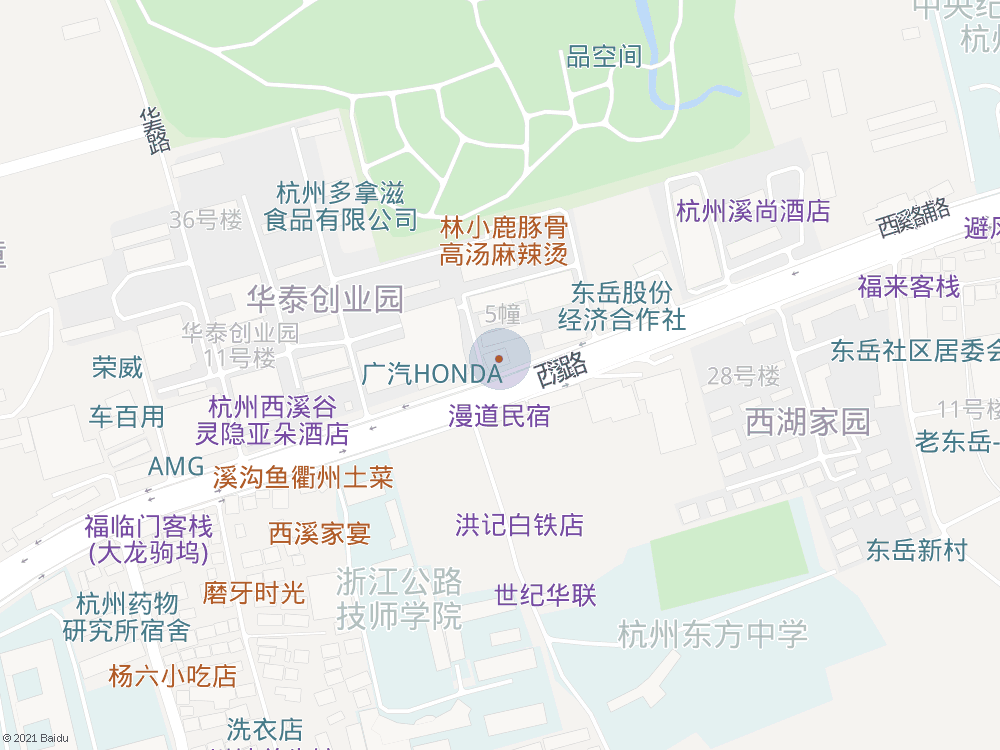 中央纪
杭州
品空间
华泰路
杭州多拿滋
食品有限公司
36号楼
林小鹿豚骨
高汤麻辣烫
杭州溪尚酒店
西溪路辅路
避风
华泰创业园
5幢
东岳股份
经济合作社
福来客栈
华泰创业园
11号楼
荣威
广汽HONDA
西溪路
28号楼
东岳社区居委会
车百用
杭州西溪谷
灵隐亚朵酒店
漫道民宿
西湖家园
11号楼
老东岳-
AMG
溪沟鱼衢州土菜
福临门客栈
(大龙驹坞)
西溪家宴
洪记白铁店
东岳新村
磨牙时光
浙江公路
技师学院
世纪华联
杭州药物
研究所宿舍
杭州东方中学
杨六小吃店
洗衣店
© 2021 Baidu